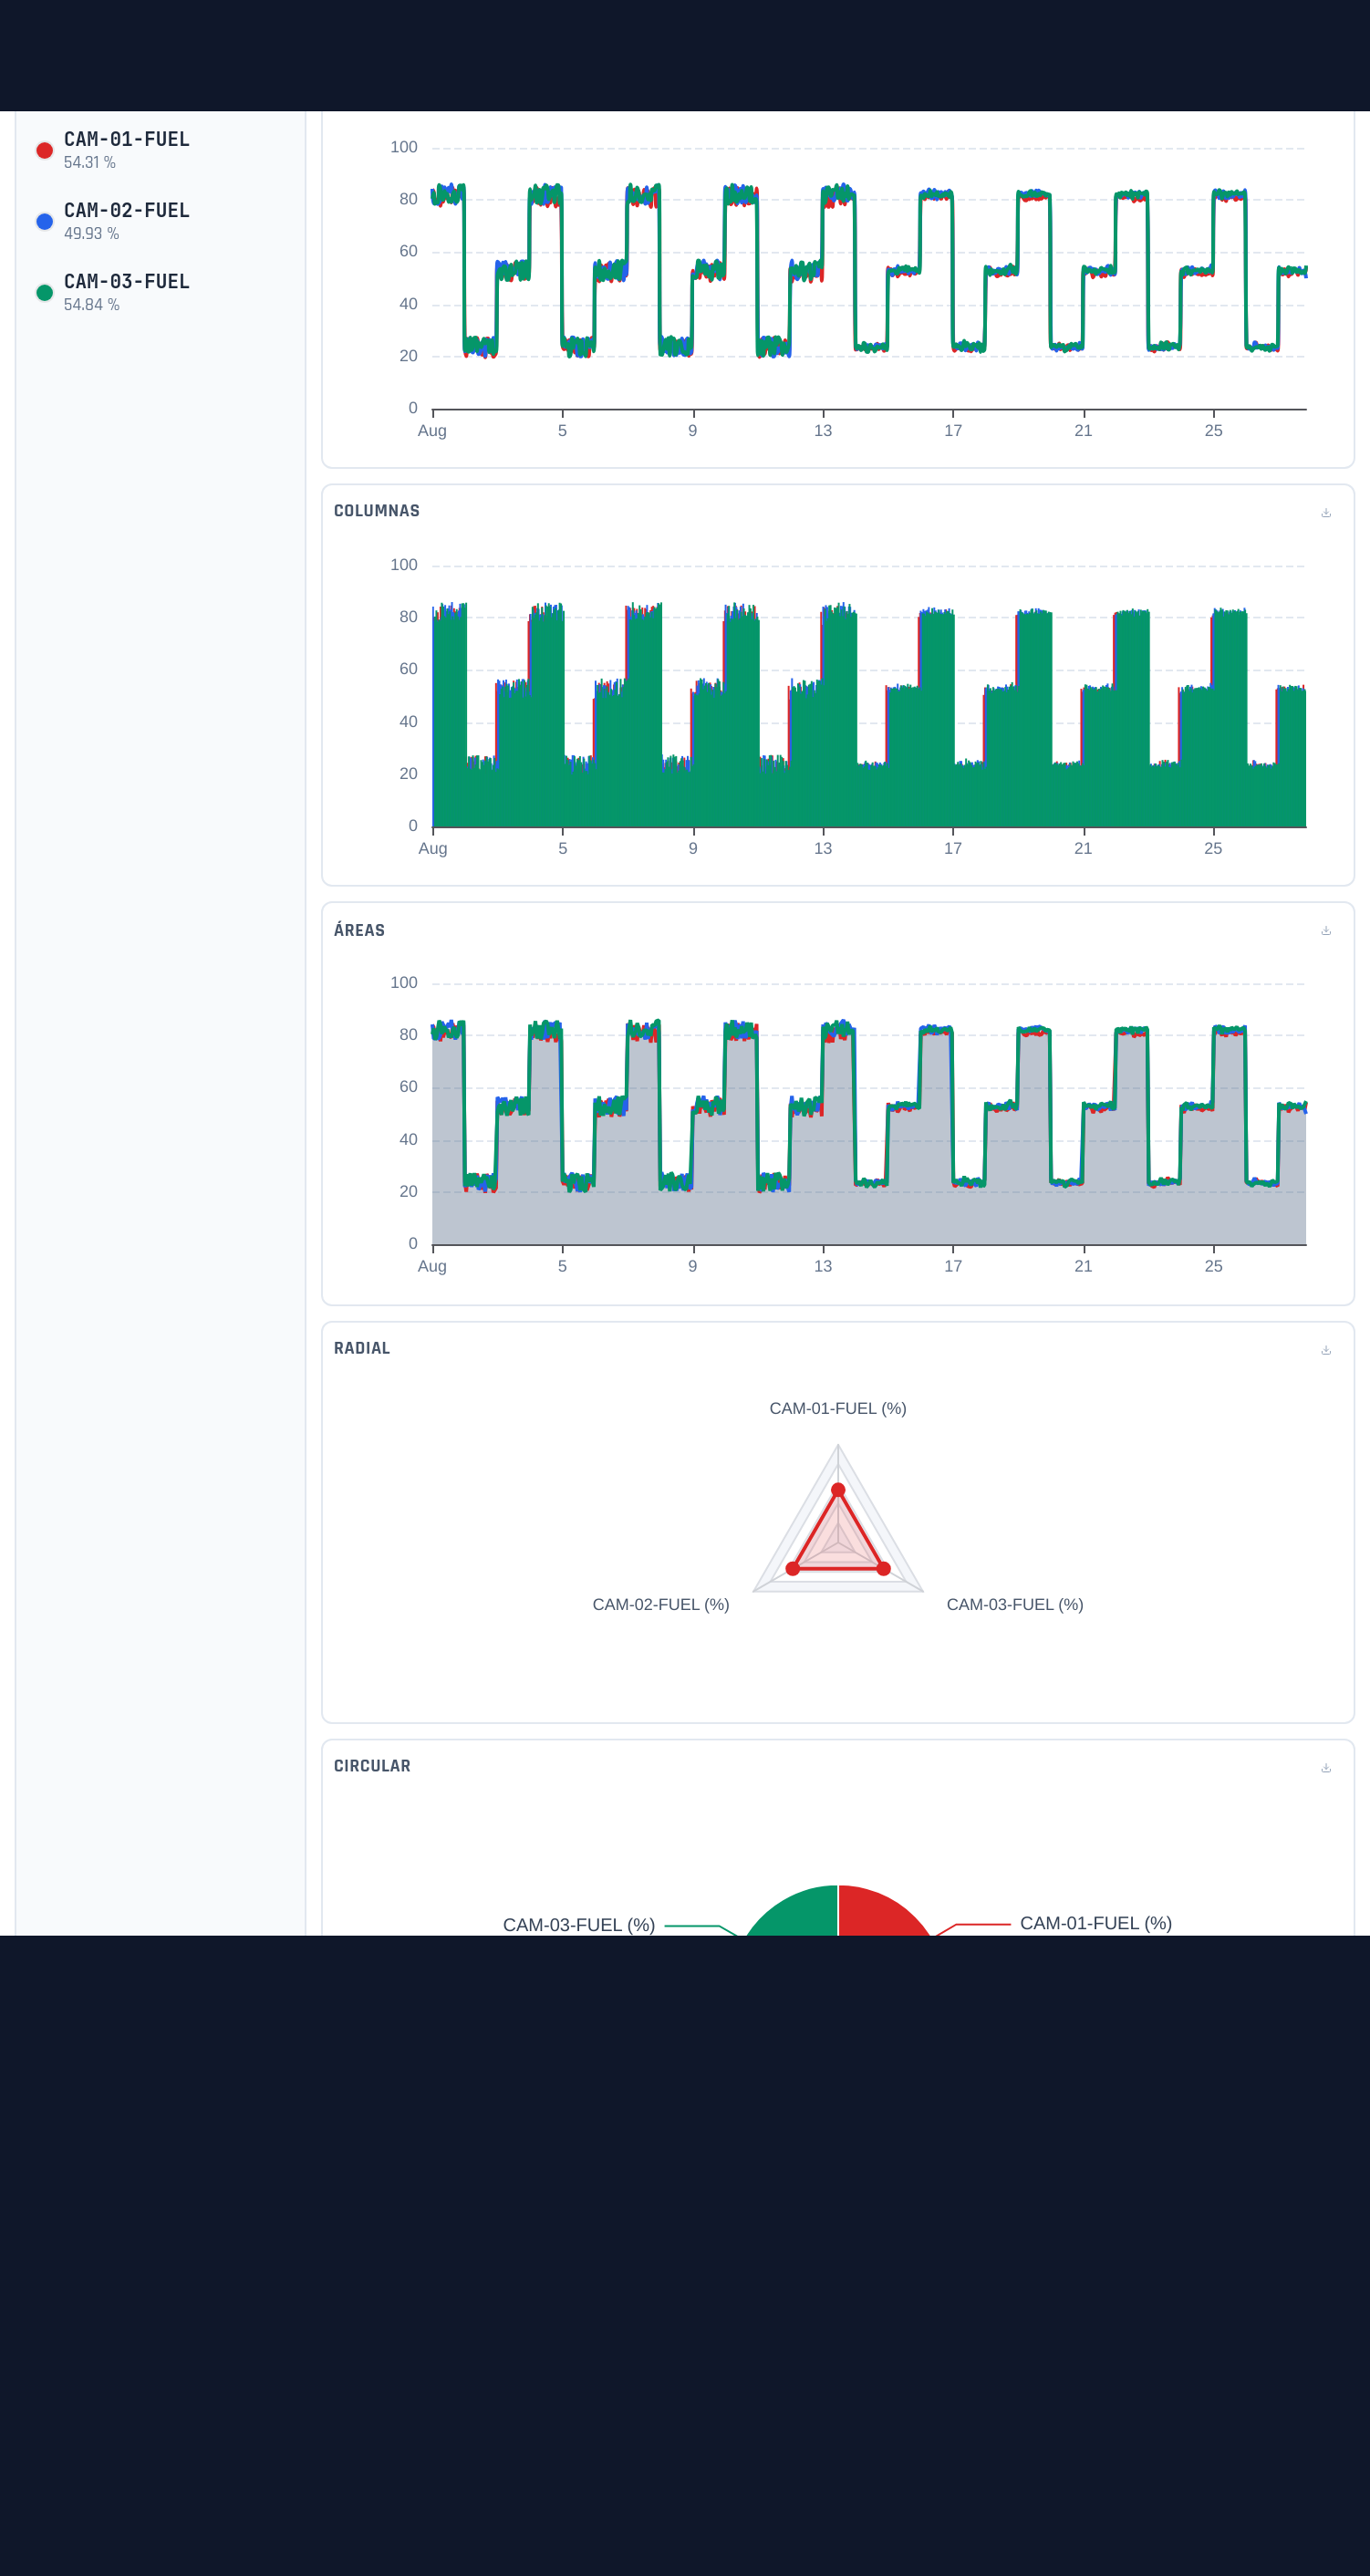 CAM-01-FUEL
54.31 %
CAM-02-FUEL
49.93 %
CAM-03-FUEL
54.84 %
100
80
60
40
20
0
Aug 5 9 13 17 21 25
COLUMNAS
100
80
60
40
20
0
Aug 5 9 13 17 21 25
ÁREAS
100
80
60
40
20
0
Aug 5 9 13 17 21 25
RADIAL
CAM-01-FUEL (%)
CAM-02-FUEL (%) CAM-03-FUEL (%)
CIRCULAR
CAM-03-FUEL (%) CAM-01-FUEL (%)